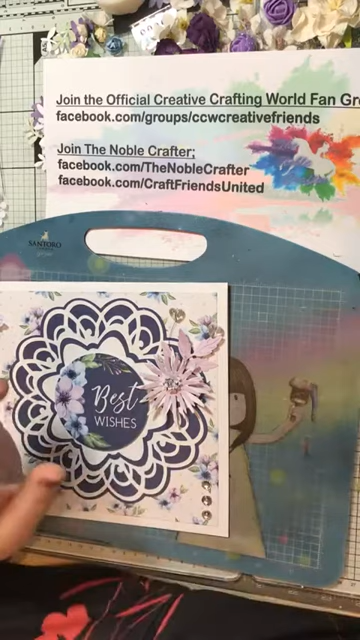 Join the Official Creative Crafting World Fan Gro
facebook.com/groups/ccwcreativefriends
Join The Noble Crafter;
facebook.com/TheNobleCrafter
facebook.com/CraftFriendsUnited
SANTORO
Best
WISHES